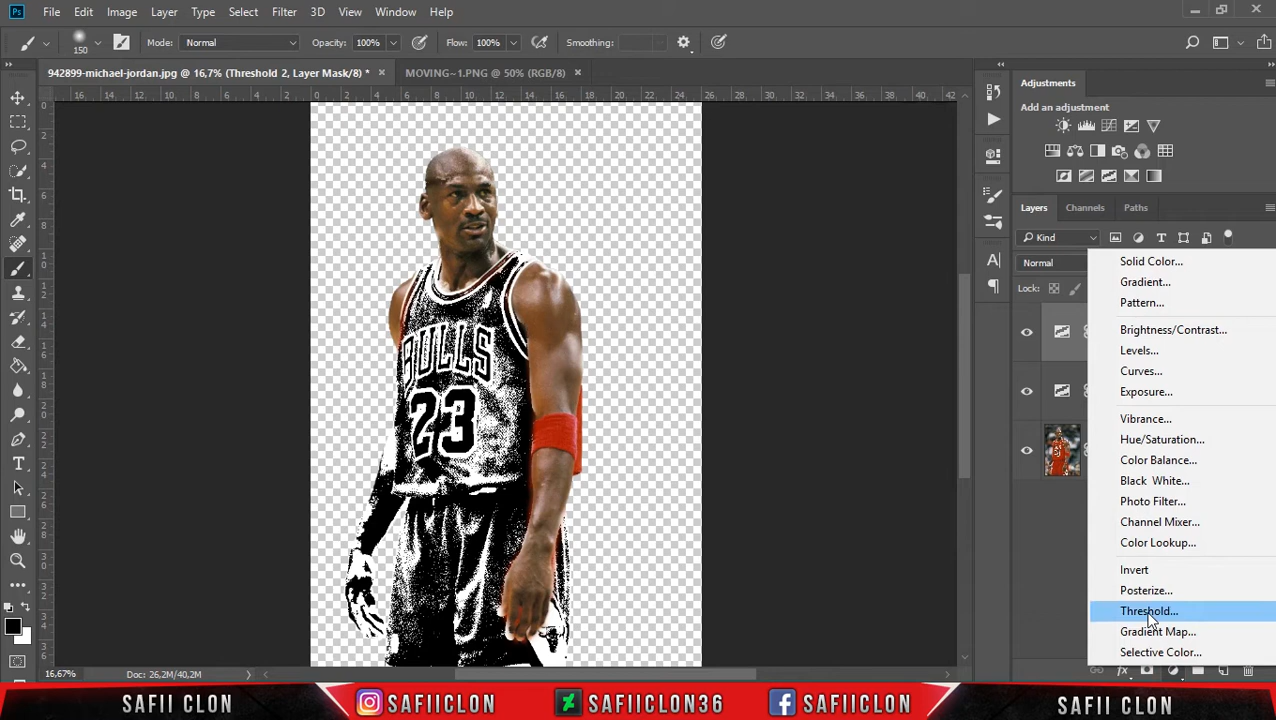 Ps File Edit Image Layer Type Select Filter 3D View Window Help
150 Mode: Normal Opacity: 100% Flow: 100% Smoothing:
942899-michael-jordan.jpg @ 16,7% (Threshold 2, Layer Mask/8) * MOVING~1.PNG @ 50% (RGB/8)
Adjustments
Add an adjustment
Layers Channels Paths
Kind
Normal
Lock:
Solid Color...
Gradient...
Pattern...
Brightness/Contrast...
Levels...
Curves...
Exposure...
Vibrance...
Hue/Saturation...
Color Balance...
Black White...
Photo Filter...
Channel Mixer...
Color Lookup...
Invert
Posterize...
Threshold...
Gradient Map...
Selective Color...
BULLS
23
16,67% Doc: 26,2M/40,2M
SAFII CLON SAFIICLON SAFIICLON36 SAFIICLON SAFII CLON